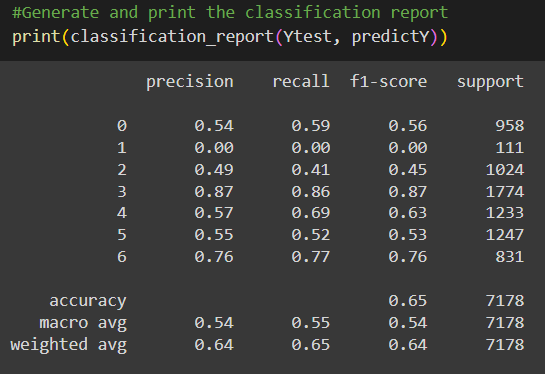 #Generate and print the classification report
print(classification_report(Ytest, predictY))
precision recall f1-score support
0 0.54 0.59 0.56 958
1 0.00 0.00 0.00 111
2 0.49 0.41 0.45 1024
3 0.87 0.86 0.87 1774
4 0.57 0.69 0.63 1233
5 0.55 0.52 0.53 1247
6 0.76 0.77 0.76 831
accuracy 0.65 7178
macro avg 0.54 0.55 0.54 7178
weighted avg 0.64 0.65 0.64 7178